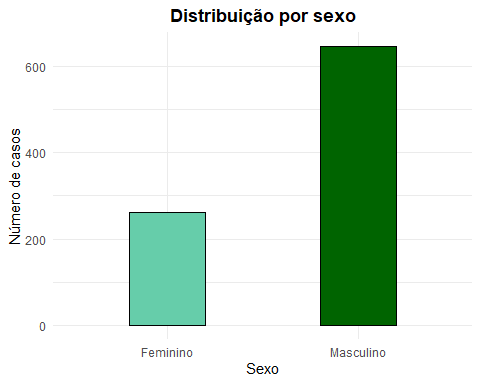 Distribuição por sexo
Número de casos
600
400
200
0
Feminino
Masculino
Sexo